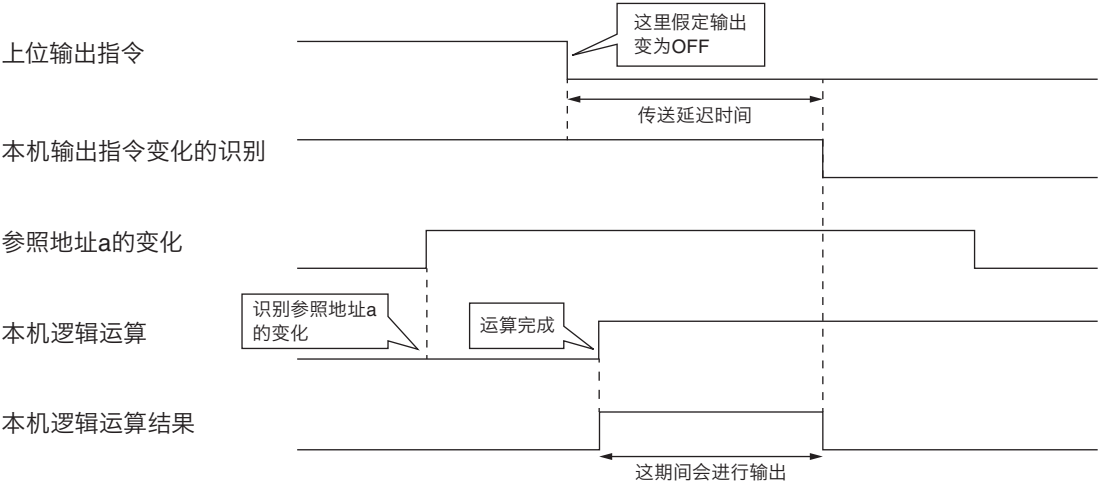 上位输出指令
这里假定输出
变为OFF
传送延迟时间
本机输出指令变化的识别
参照地址a的变化
识别参照地址a
的变化
运算完成
本机逻辑运算
本机逻辑运算结果
这期间会进行输出